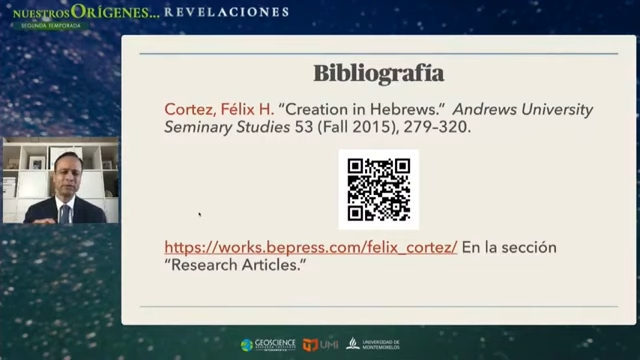 NUESTROS ORÍGENES... REVELACIONES
SEGUNDA TEMPORADA
Bibliografía
Cortez, Félix H. “Creation in Hebrews.” Andrews University
Seminary Studies 53 (Fall 2015), 279–320.
https://works.bepress.com/felix_cortez/ En la sección
“Research Articles.”
GEOSCIENCE
UMi
UNIVERSIDAD DE
MONTEMORELOS